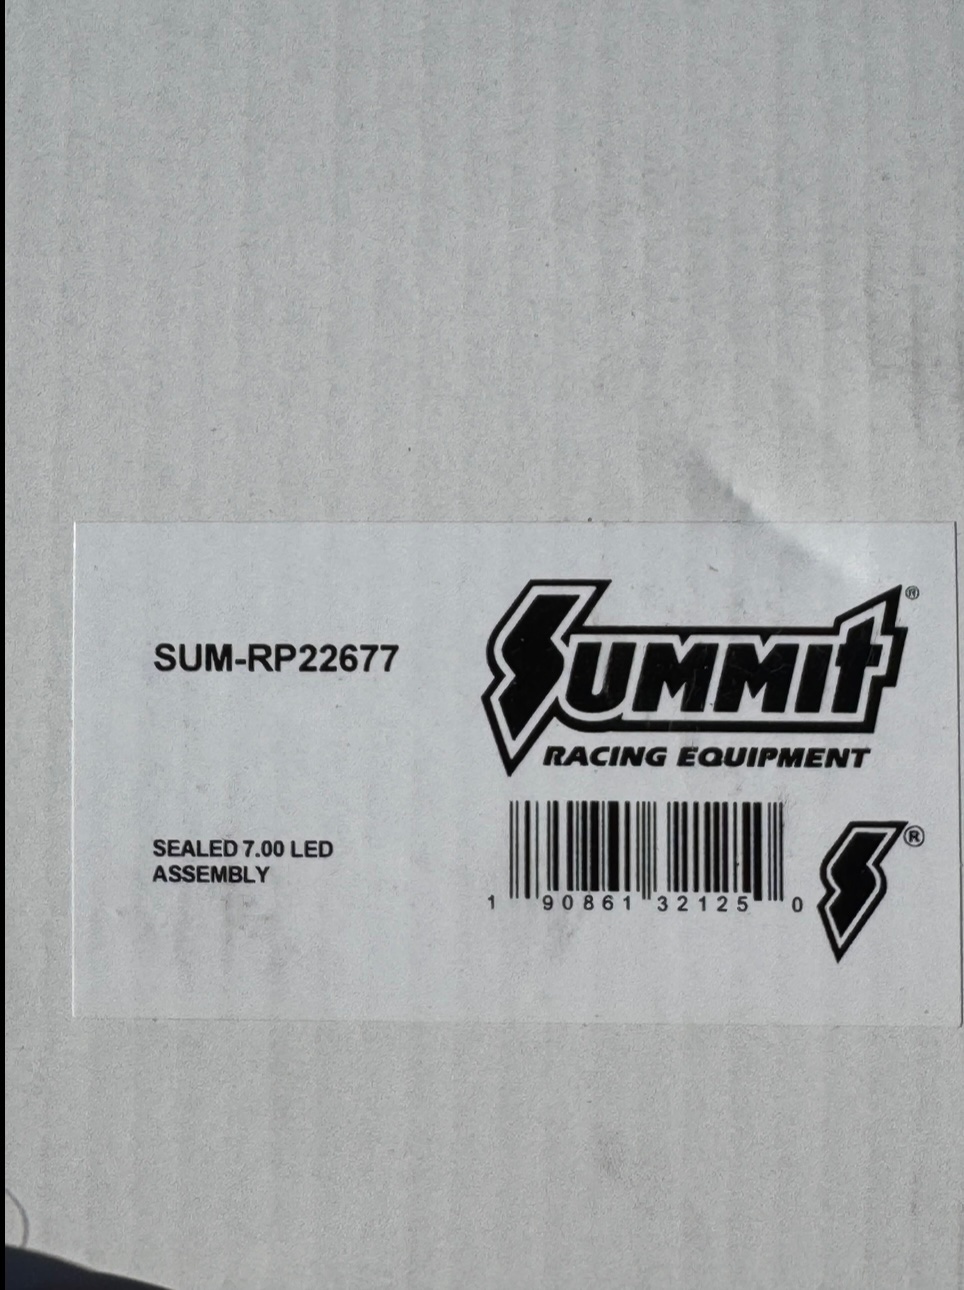 SUM-RP22677
SUMMIT®
RACING EQUIPMENT
SEALED 7.00 LED
ASSEMBLY
1 90861 32125 0
®